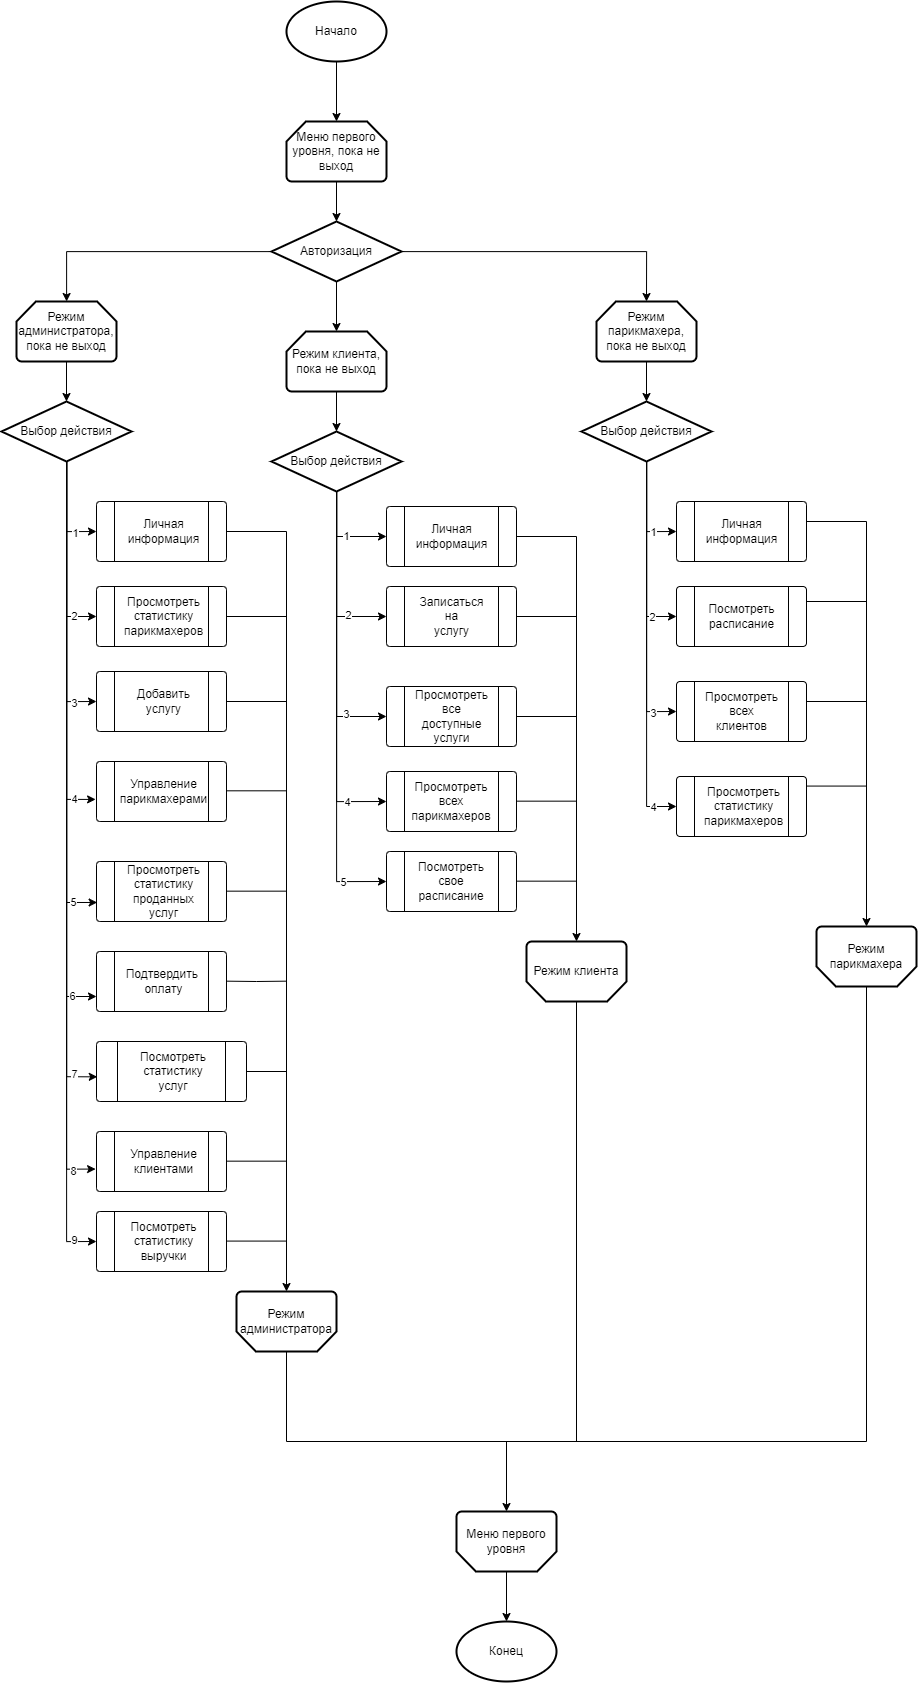 Начало
Меню первого
уровня, пока не
выход
Авторизация
Режим
администратора,
пока не выход
Режим клиента,
пока не выход
Режим
парикмахера,
пока не выход
Выбор действия
Выбор действия
Выбор действия
1
Личная
информация
2
Просмотреть
статистику
парикмахеров
3
Добавить
услугу
4
Управление
парикмахерами
5
Просмотреть
статистику
проданных
услуг
6
Подтвердить
оплату
7
Посмотреть
статистику
услуг
8
Управление
клиентами
9
Посмотреть
статистику
выручки
Режим
администратора
1
Личная
информация
2
Записаться
на
услугу
3
Просмотреть
все
доступные
услуги
4
Просмотреть
всех
парикмахеров
5
Посмотреть
свое
расписание
Режим клиента
1
Личная
информация
2
Посмотреть
расписание
3
Просмотреть
всех
клиентов
4
Просмотреть
статистику
парикмахеров
Режим
парикмахера
Меню первого
уровня
Конец